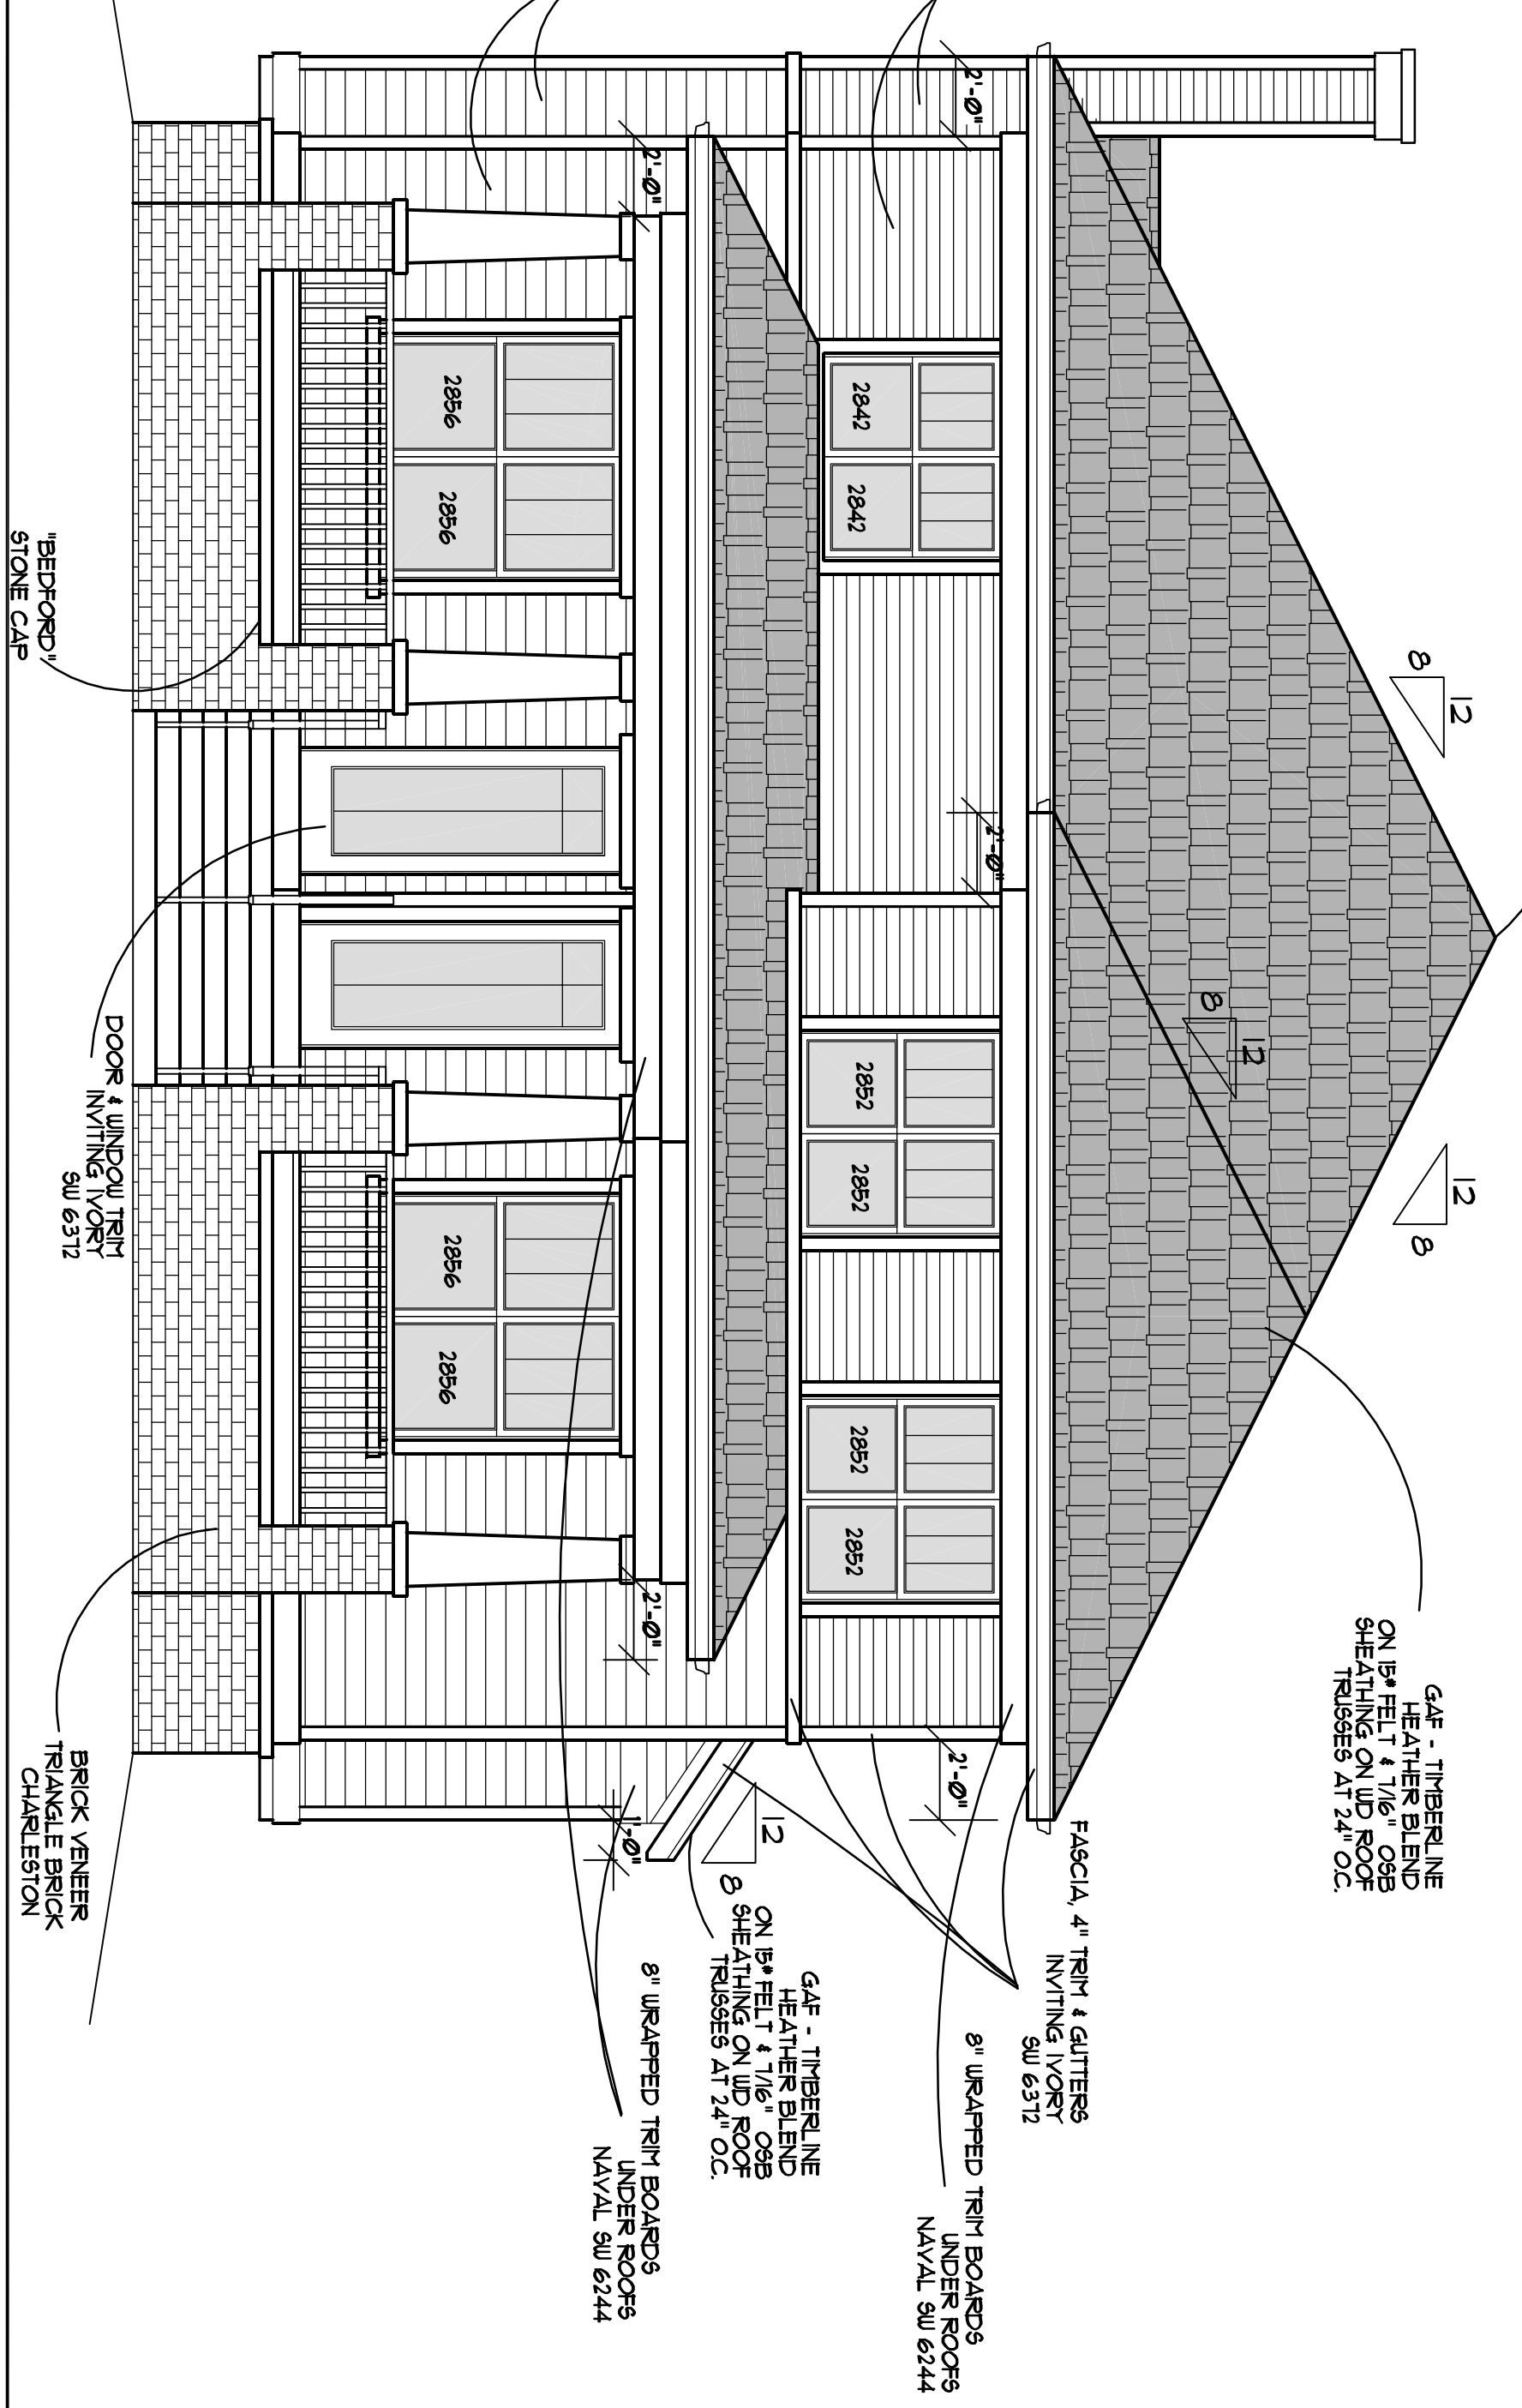 12
8
12
8
12
8
GAF - TIMBERLINE
HEATHER BLEND
ON 15# FELT & 7/16" OSB
SHEATHING ON WD ROOF
TRUSSES AT 24" O.C.
FASCIA, 4" TRIM & GUTTERS
INVITING IVORY
SW 6372
2'-0"
2'-0"
2'-0"
8" WRAPPED TRIM BOARDS
UNDER ROOFS
NAVAL SW 6244
2842
2842
2852
2852
2852
2852
GAF - TIMBERLINE
HEATHER BLEND
ON 15# FELT & 7/16" OSB
SHEATHING ON WD ROOF
TRUSSES AT 24" O.C.
12
8
2'-0"
2'-0"
1'-0"
8" WRAPPED TRIM BOARDS
UNDER ROOFS
NAVAL SW 6244
2856
2856
2856
2856
DOOR & WINDOW TRIM
INVITING IVORY
SW 6372
BRICK VENEER
TRIANGLE BRICK
CHARLESTON
"BEDFORD"
STONE CAP